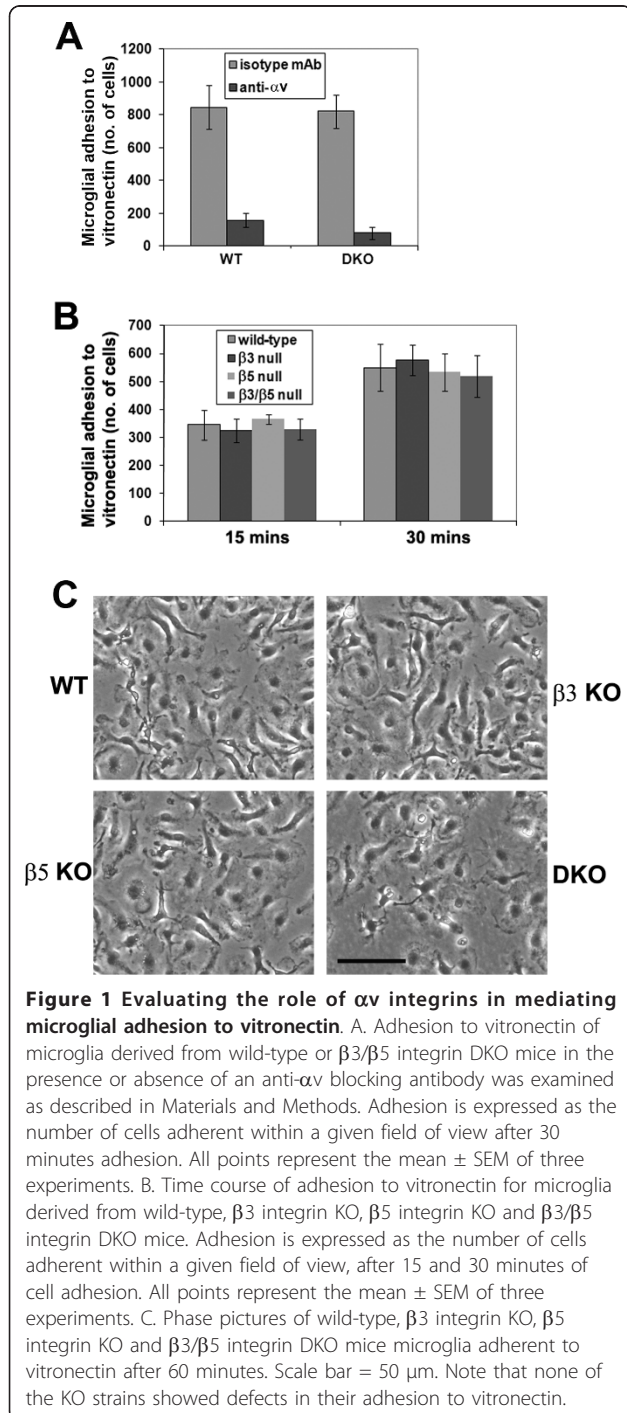 A
isotype mAb
anti-αv
Microglial adhesion to
vitronectin (no. of cells)
1200
1000
800
600
400
200
0
WT
DKO
B
wild-type
β3 null
β5 null
β3/β5 null
Microglial adhesion to
vitronectin (no. of cells)
700
600
500
400
300
200
100
0
15 mins
30 mins
C
WT
β3 KO
β5 KO
DKO
Figure 1 Evaluating the role of αv integrins in mediating
microglial adhesion to vitronectin. A. Adhesion to vitronectin of
microglia derived from wild-type or β3/β5 integrin DKO mice in the
presence or absence of an anti-αv blocking antibody was examined
as described in Materials and Methods. Adhesion is expressed as the
number of cells adherent within a given field of view after 30
minutes adhesion. All points represent the mean ± SEM of three
experiments. B. Time course of adhesion to vitronectin for microglia
derived from wild-type, β3 integrin KO, β5 integrin KO and β3/β5
integrin DKO mice. Adhesion is expressed as the number of cells
adherent within a given field of view, after 15 and 30 minutes of
cell adhesion. All points represent the mean ± SEM of three
experiments. C. Phase pictures of wild-type, β3 integrin KO, β5
integrin KO and β3/β5 integrin DKO mice microglia adherent to
vitronectin after 60 minutes. Scale bar = 50 μm. Note that none of
the KO strains showed defects in their adhesion to vitronectin.